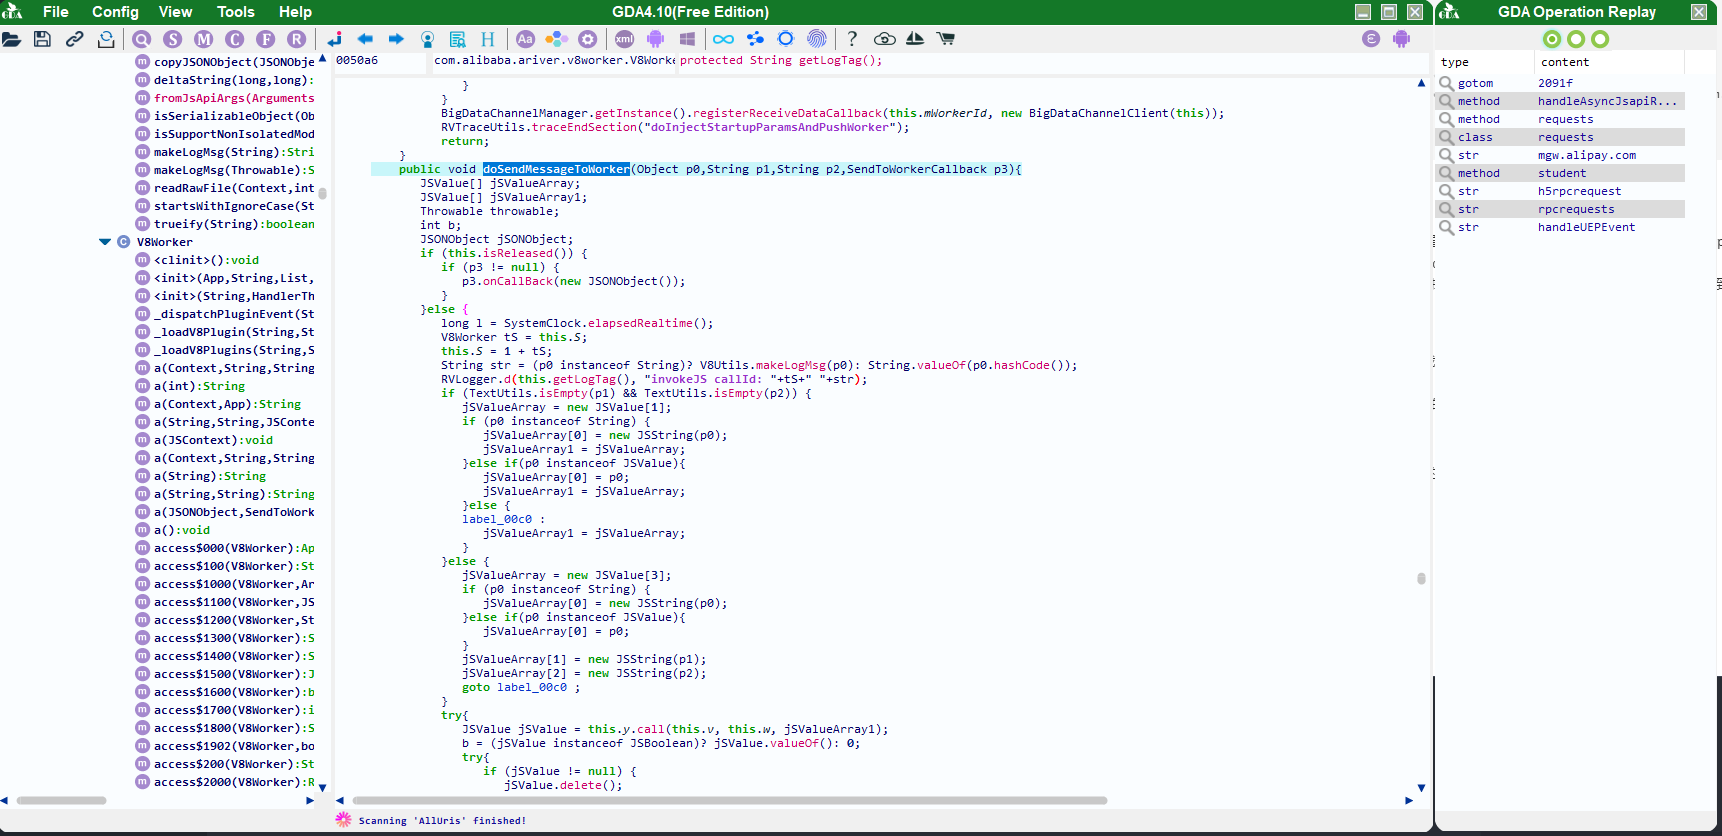 GDA
File Config View Tools Help
GDA4.10(Free Edition)
copyJSONObject(JSONObje
deltaString(long,long):
fromJsApiArgs(Arguments
isSerializableObject(Ob
isSupportNonIsolatedMod
makeLogMsg(String):Stri
makeLogMsg(Throwable):S
readRawFile(Context,int
startsWithIgnoreCase(St
trueify(String):boolean
V8Worker
<clinit>():void
<init>(App,String,List,
<init>(String,HandlerTh
_dispatchPluginEvent(St
_loadV8Plugin(String,St
_loadV8Plugins(String,S
a(Context,String,String
a(int):String
a(Context,App):String
a(String,String,JSConte
a(JSContext):void
a(Context,String,String
a(String):String
a(String,String):String
a(JSONObject,SendToWork
a():void
access$000(V8Worker):Ap
access$100(V8Worker):St
access$1000(V8Worker,Ar
access$1100(V8Worker,JS
access$1200(V8Worker,St
access$1300(V8Worker):S
access$1400(V8Worker):S
access$1500(V8Worker):J
access$1600(V8Worker):b
access$1700(V8Worker):i
access$1800(V8Worker):S
access$1902(V8Worker,bo
access$200(V8Worker):St
access$2000(V8Worker):R
0050a6 com.alibaba.ariver.v8worker.V8Worke protected String getLogTag();
}
}
BigDataChannelManager.getInstance().registerReceiveDataCallback(this.mWorkerId, new BigDataChannelClient(this));
RVTraceUtils.traceEndSection("doInjectStartupParamsAndPushWorker");
return;
}
public void doSendMessageToWorker(Object p0,String p1,String p2,SendToWorkerCallback p3){
JSValue[] jSValueArray;
JSValue[] jSValueArray1;
Throwable throwable;
int b;
JSONObject jSONObject;
if (this.isReleased()) {
if (p3 != null) {
p3.onCallBack(new JSONObject());
}
}else {
long l = SystemClock.elapsedRealtime();
V8Worker tS = this.S;
this.S = 1 + tS;
String str = (p0 instanceof String)? V8Utils.makeLogMsg(p0): String.valueOf(p0.hashCode());
RVLogger.d(this.getLogTag(), "invokeJS callId: "+tS+" "+str);
if (TextUtils.isEmpty(p1) && TextUtils.isEmpty(p2)) {
jSValueArray = new JSValue[1];
if (p0 instanceof String) {
jSValueArray[0] = new JSString(p0);
jSValueArray1 = jSValueArray;
}else if(p0 instanceof JSValue){
jSValueArray[0] = p0;
jSValueArray1 = jSValueArray;
}else {
label_00c0 :
jSValueArray1 = jSValueArray;
}
}else {
jSValueArray = new JSValue[3];
if (p0 instanceof String) {
jSValueArray[0] = new JSString(p0);
}else if(p0 instanceof JSValue){
jSValueArray[0] = p0;
}
jSValueArray[1] = new JSString(p1);
jSValueArray[2] = new JSString(p2);
goto label_00c0 ;
}
try{
JSValue jSValue = this.y.call(this.v, this.w, jSValueArray1);
b = (jSValue instanceof JSBoolean)? jSValue.valueOf(): 0;
try{
if (jSValue != null) {
jSValue.delete();
Scanning 'AllUris' finished!
GDA Operation Replay
type content
gotom 2091f
method handleAsyncJsapiR...
method requests
class requests
str mgw.alipay.com
method student
str h5rpcrequest
str rpcrequests
str handleUEPEvent